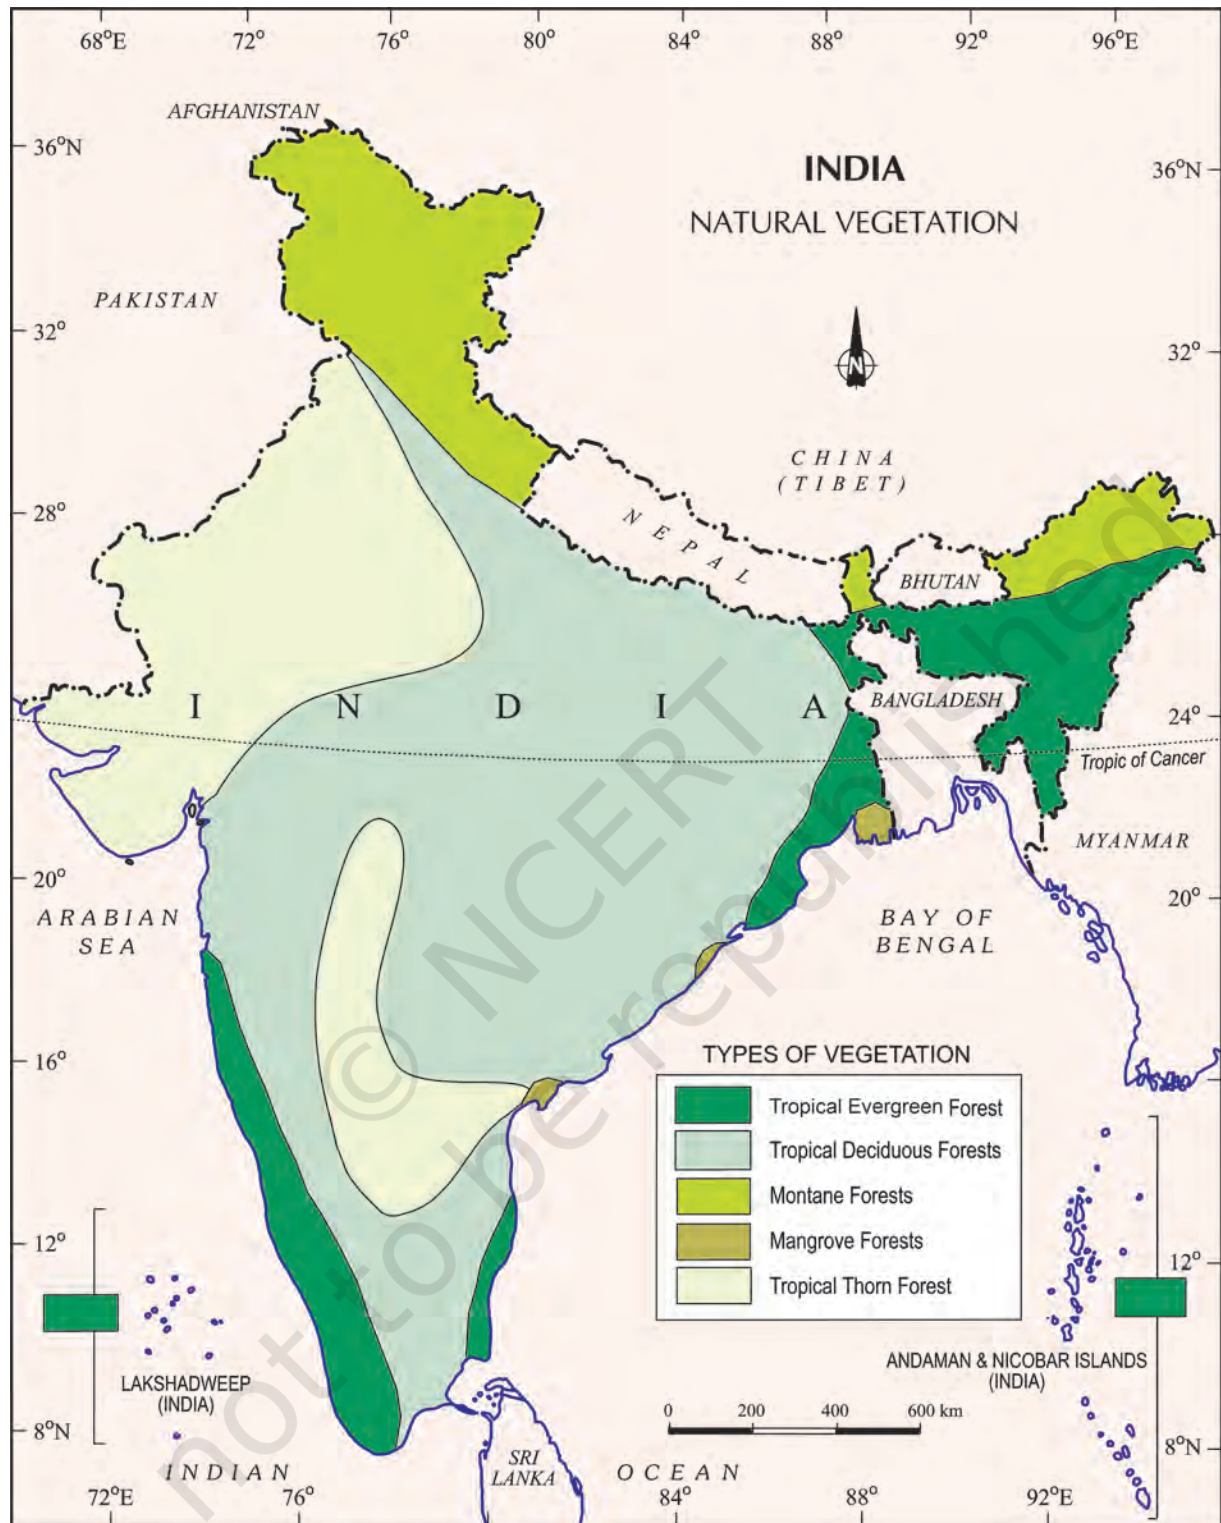 68°E 72° 76° 80° 84° 88° 92° 96°E
AFGHANISTAN
36°N
INDIA
36°N
NATURAL VEGETATION
PAKISTAN
32°
N
32°
CHINA
(TIBET)
28°
NEPAL
BHUTAN
INDIA
BANGLADESH
24°
Tropic of Cancer
MYANMAR
20°
ARABIAN
SEA
BAY OF
BENGAL
20°
© NCERT
not to be republished
16°
TYPES OF VEGETATION
Tropical Evergreen Forest
Tropical Deciduous Forests
Montane Forests
Mangrove Forests
Tropical Thorn Forest
12°
12°
LAKSHADWEEP
(INDIA)
ANDAMAN & NICOBAR ISLANDS
(INDIA)
0 200 400 600 km
8°N
8°N
SRI
LANKA
INDIAN OCEAN
72°E 76° 84° 88° 92°E